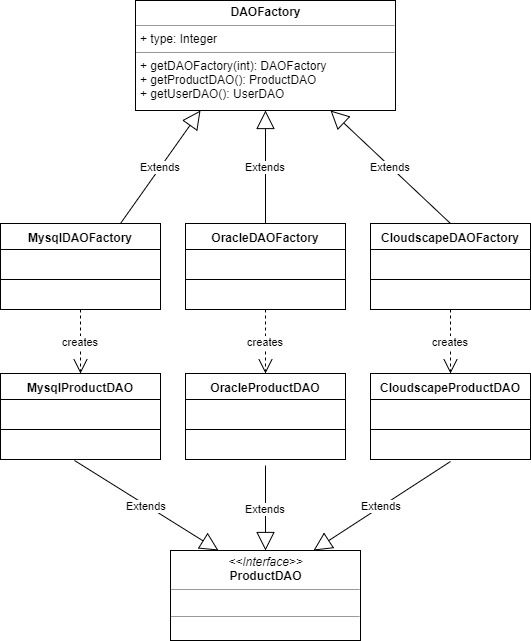 DAOFactory
+ type: Integer
+ getDAOFactory(int): DAOFactory
+ getProductDAO(): ProductDAO
+ getUserDAO(): UserDAO
Extends
Extends
Extends
MysqlDAOFactory
OracleDAOFactory
CloudscapeDAOFactory
creates
creates
creates
MysqlProductDAO
OracleProductDAO
CloudscapeProductDAO
Extends
Extends
Extends
<<Interface>>
ProductDAO